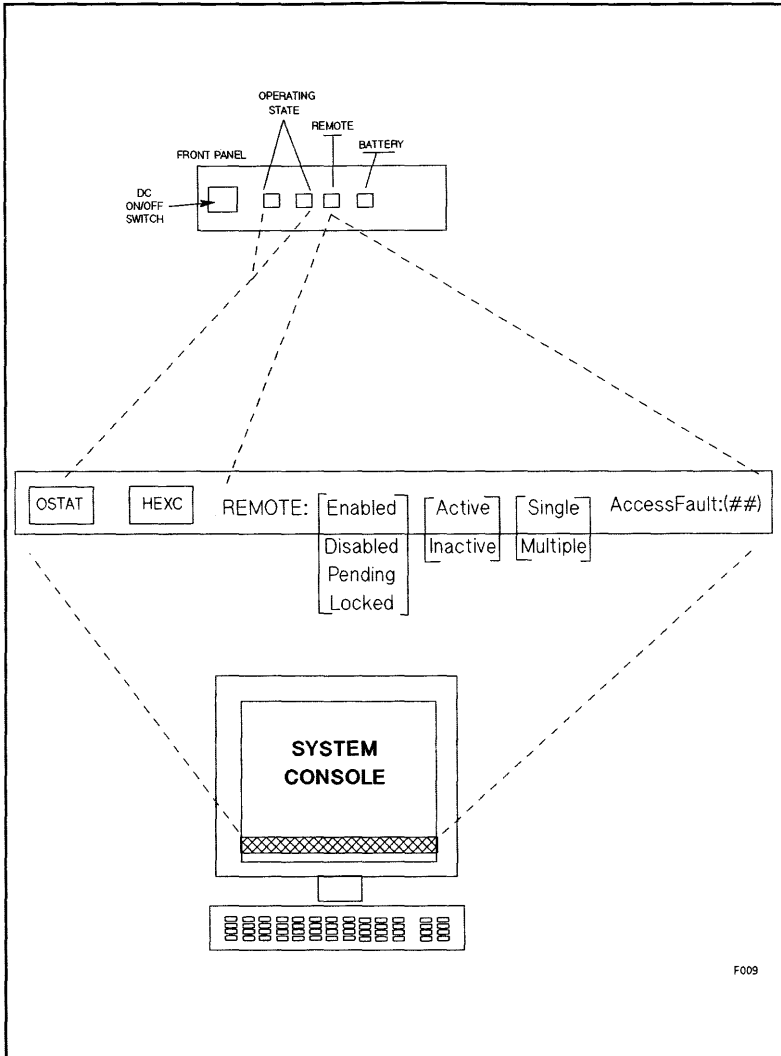 OPERATING
STATE
REMOTE
BATTERY
FRONT PANEL
DC
ON/OFF
SWITCH
OSTAT HEXC REMOTE: [Enabled] [Active] [Single] AccessFault:(##)
Disabled Inactive Multiple
Pending
Locked
SYSTEM
CONSOLE
F009